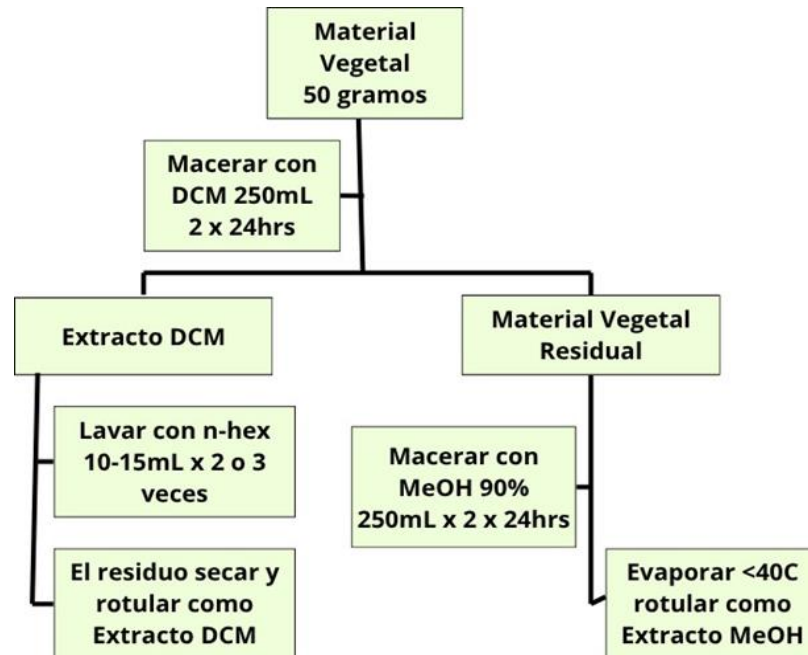 Material
Vegetal
50 gramos
Macerar con
DCM 250mL
2 x 24hrs
Extracto DCM
Material Vegetal
Residual
Lavar con n-hex
10-15mL x 2 o 3
veces
Macerar con
MeOH 90%
250mL x 2 x 24hrs
El residuo secar y
rotular como
Extracto DCM
Evaporar <40C
rotular como
Extracto MeOH